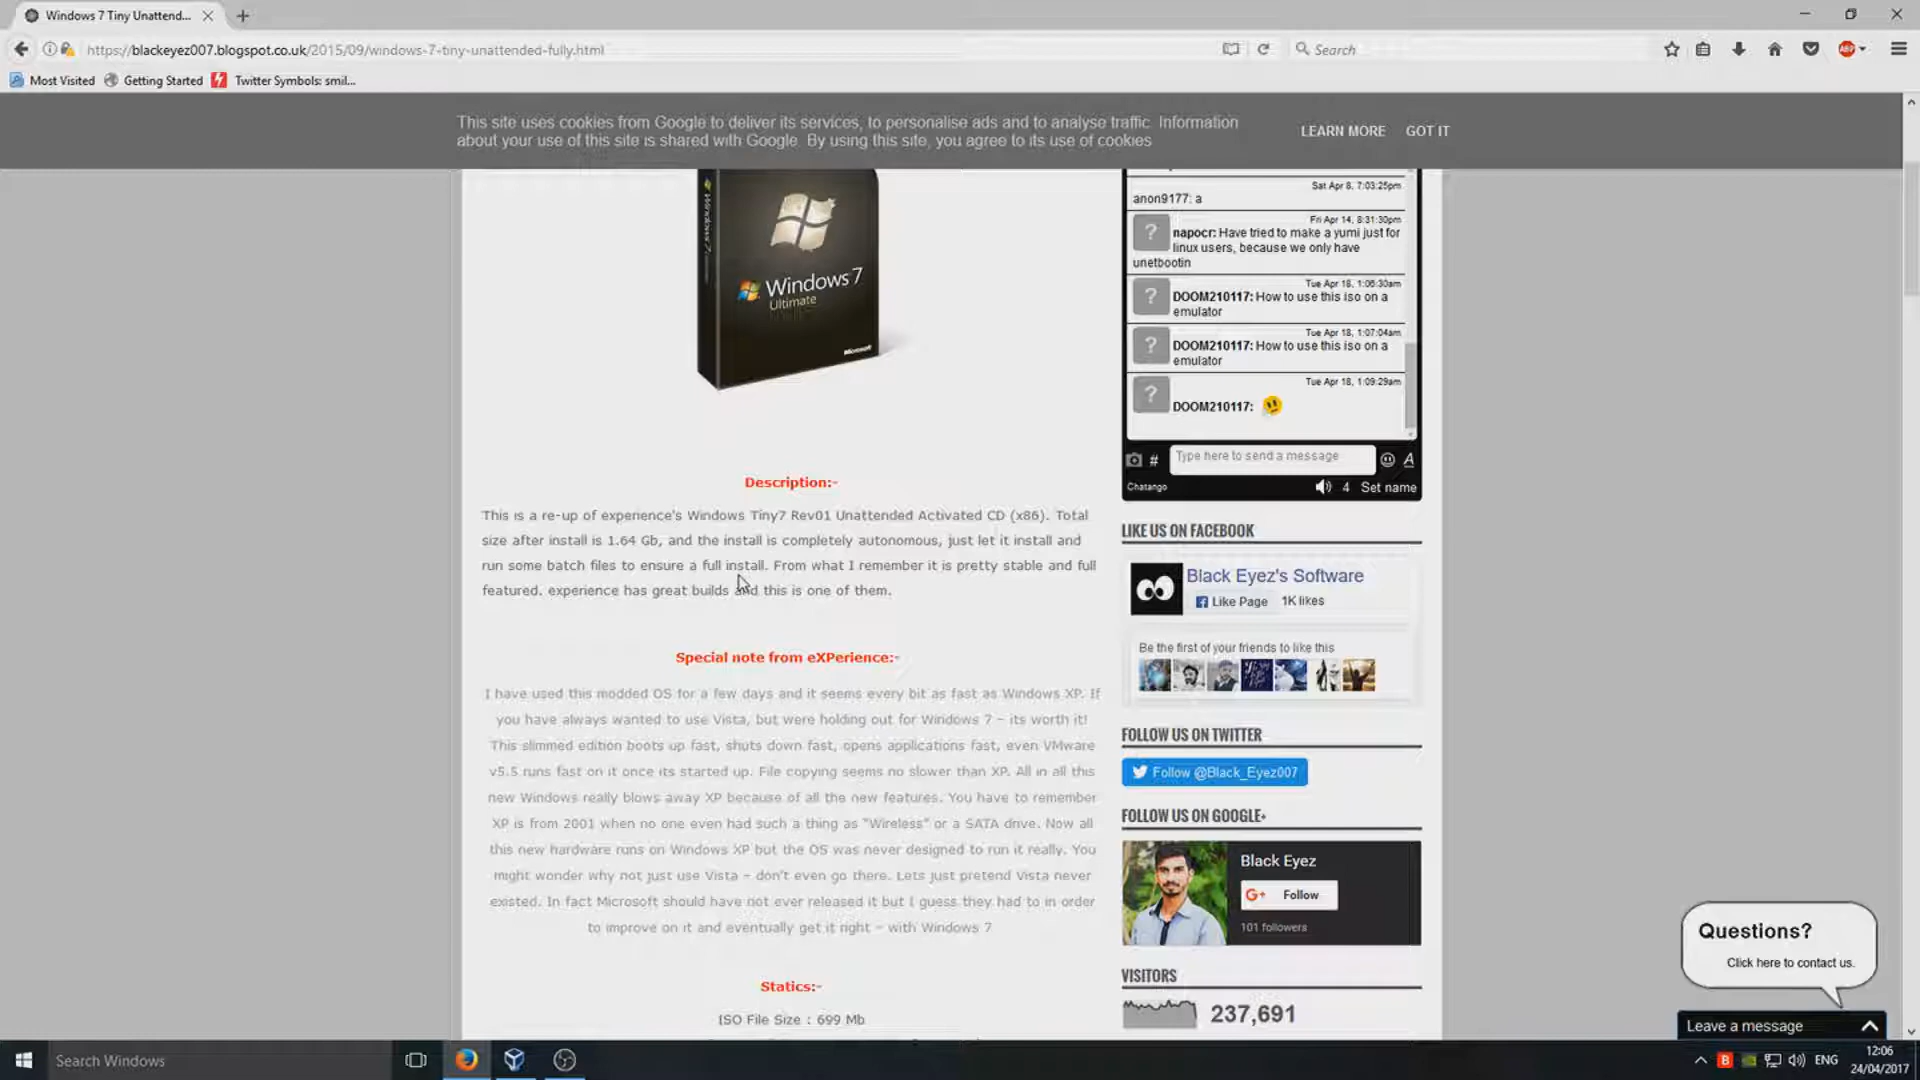 Windows 7 Tiny Unattend...
https://blackeyez007.blogspot.co.uk/2015/09/windows-7-tiny-unattended-fully.html
Search
ABP
Most Visited
Getting Started
Twitter Symbols: smil...
This site uses cookies from Google to deliver its services, to personalise ads and to analyse traffic. Information
about your use of this site is shared with Google. By using this site, you agree to its use of cookies
LEARN MORE
GOT IT
Windows 7
Windows 7
Ultimate
Microsoft
Description:-
This is a re-up of experience's Windows Tiny7 Rev01 Unattended Activated CD (x86). Total
size after install is 1.64 Gb, and the install is completely autonomous, just let it install and
run some batch files to ensure a full install. From what I remember it is pretty stable and full
featured. experience has great builds and this is one of them.
Special note from eXPerience:-
I have used this modded OS for a few days and it seems every bit as fast as Windows XP. If
you have always wanted to use Vista, but were holding out for Windows 7 – its worth it!
This slimmed edition boots up fast, shuts down fast, opens applications fast, even VMware
v5.5 runs fast on it once its started up. File copying seems no slower than XP. All in all this
new Windows really blows away XP because of all the new features. You have to remember
XP is from 2001 when no one even had such a thing as "Wireless" or a SATA drive. Now all
this new hardware runs on Windows XP but the OS was never designed to run it really. You
might wonder why not just use Vista – don't even go there. Lets just pretend Vista never
existed. In fact Microsoft should have not ever released it but I guess they had to in order
to improve on it and eventually get it right – with Windows 7
Statics:-
ISO File Size : 699 Mb
Sat Apr 8, 7:03:25pm
anon9177: a
Fri Apr 14, 8:31:30pm
napocr: Have tried to make a yumi just for
linux users, because we only have
unetbootin
Tue Apr 18, 1:06:30am
DOOM210117: How to use this iso on a
emulator
Tue Apr 18, 1:07:04am
DOOM210117: How to use this iso on a
emulator
Tue Apr 18, 1:09:29am
DOOM210117:
Type here to send a message
Chatango
4
Set name
LIKE US ON FACEBOOK
Black Eyez's Software
Like Page
1K likes
Be the first of your friends to like this
FOLLOW US ON TWITTER
Follow @Black_Eyez007
FOLLOW US ON GOOGLE+
Black Eyez
G+ Follow
101 followers
VISITORS
237,691
Questions?
Click here to contact us.
Leave a message
Search Windows
ENG
12:06
24/04/2017